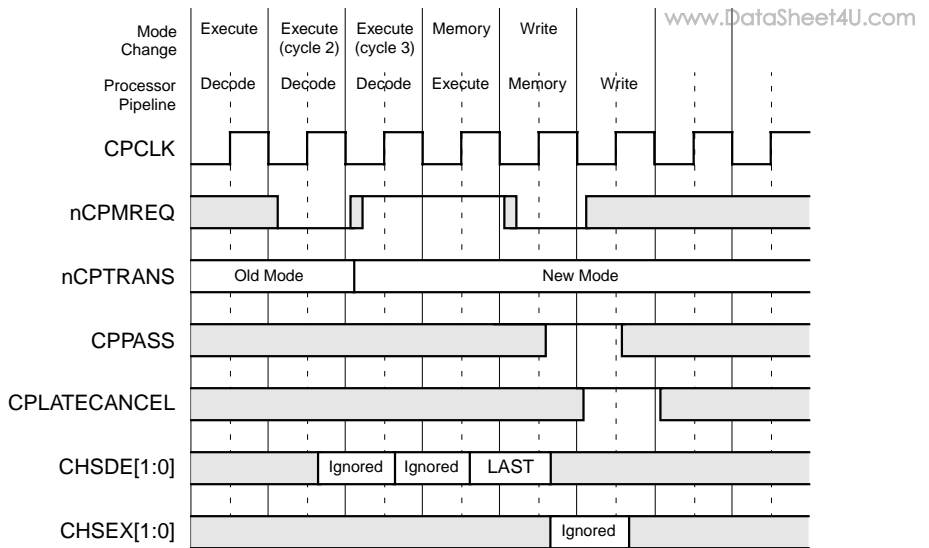 www.DataSheet4U.com
Mode Change Execute Execute (cycle 2) Execute (cycle 3) Memory Write
Processor Pipeline Decode Decode Decode Execute Memory Write
CPCLK
nCPMREQ
nCPTRANS Old Mode New Mode
CPPASS
CPLATECANCEL
CHSDE[1:0] Ignored Ignored LAST
CHSEX[1:0] Ignored